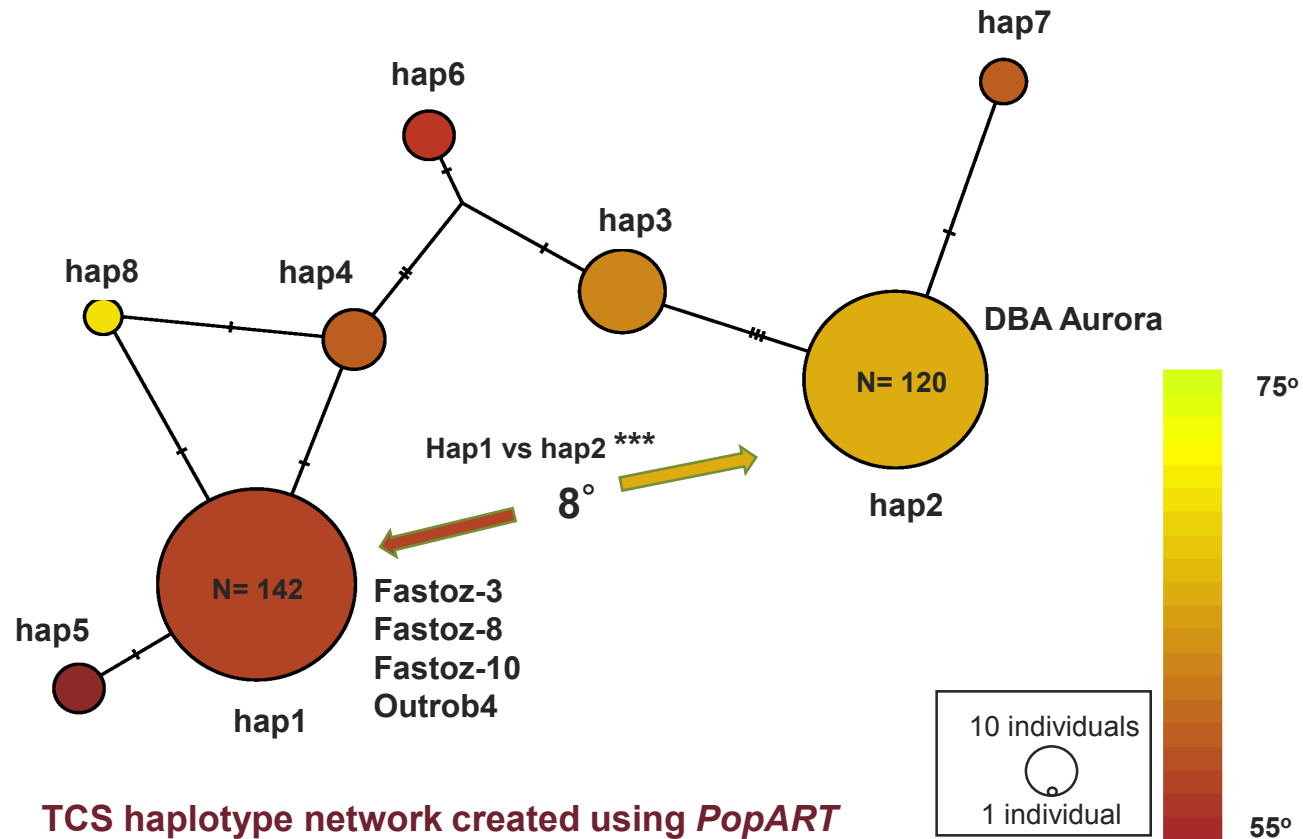 hap7
hap6
hap3
hap8
hap4
DBA Aurora
N= 120
75º
Hap1 vs hap2 ***
8°
hap2
N= 142
Fastoz-3
Fastoz-8
Fastoz-10
Outrob4
hap5
hap1
10 individuals
1 individual
TCS haplotype network created using PopART
55º